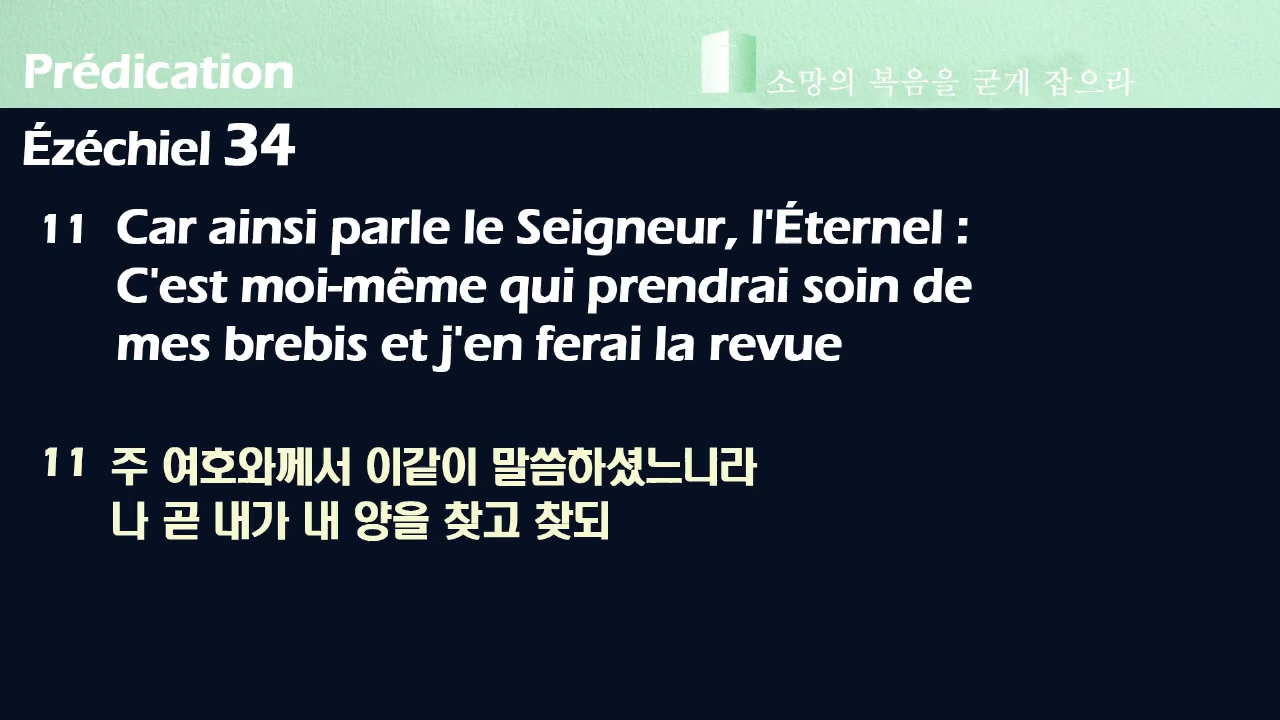 Prédication
소망의 복음을 굳게 잡으라
Ézéchiel 34
11 Car ainsi parle le Seigneur, l'Éternel :
C'est moi-même qui prendrai soin de
mes brebis et j'en ferai la revue
11 주 여호와께서 이같이 말씀하셨느니라
나 곧 내가 내 양을 찾고 찾되